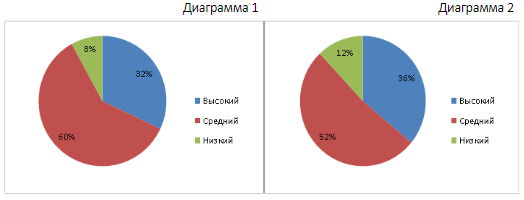 Диаграмма 1
8%
32%
60%
Высокий
Средний
Низкий
Диаграмма 2
12%
36%
52%
Высокий
Средний
Низкий